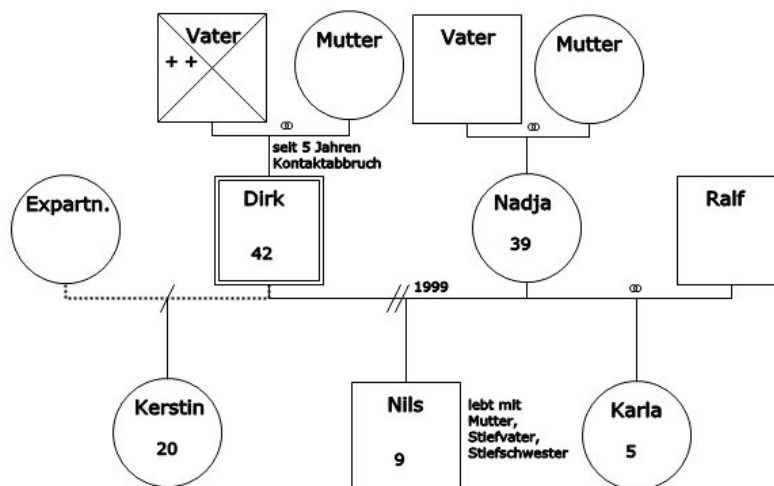 Vater
+ +
Mutter
Vater
Mutter
seit 5 Jahren
Kontaktabbruch
Expartn.
Dirk
42
Nadja
39
Ralf
1999
Kerstin
20
Nils
9
lebt mit
Mutter,
Stiefvater,
Stiefschwester
Karla
5